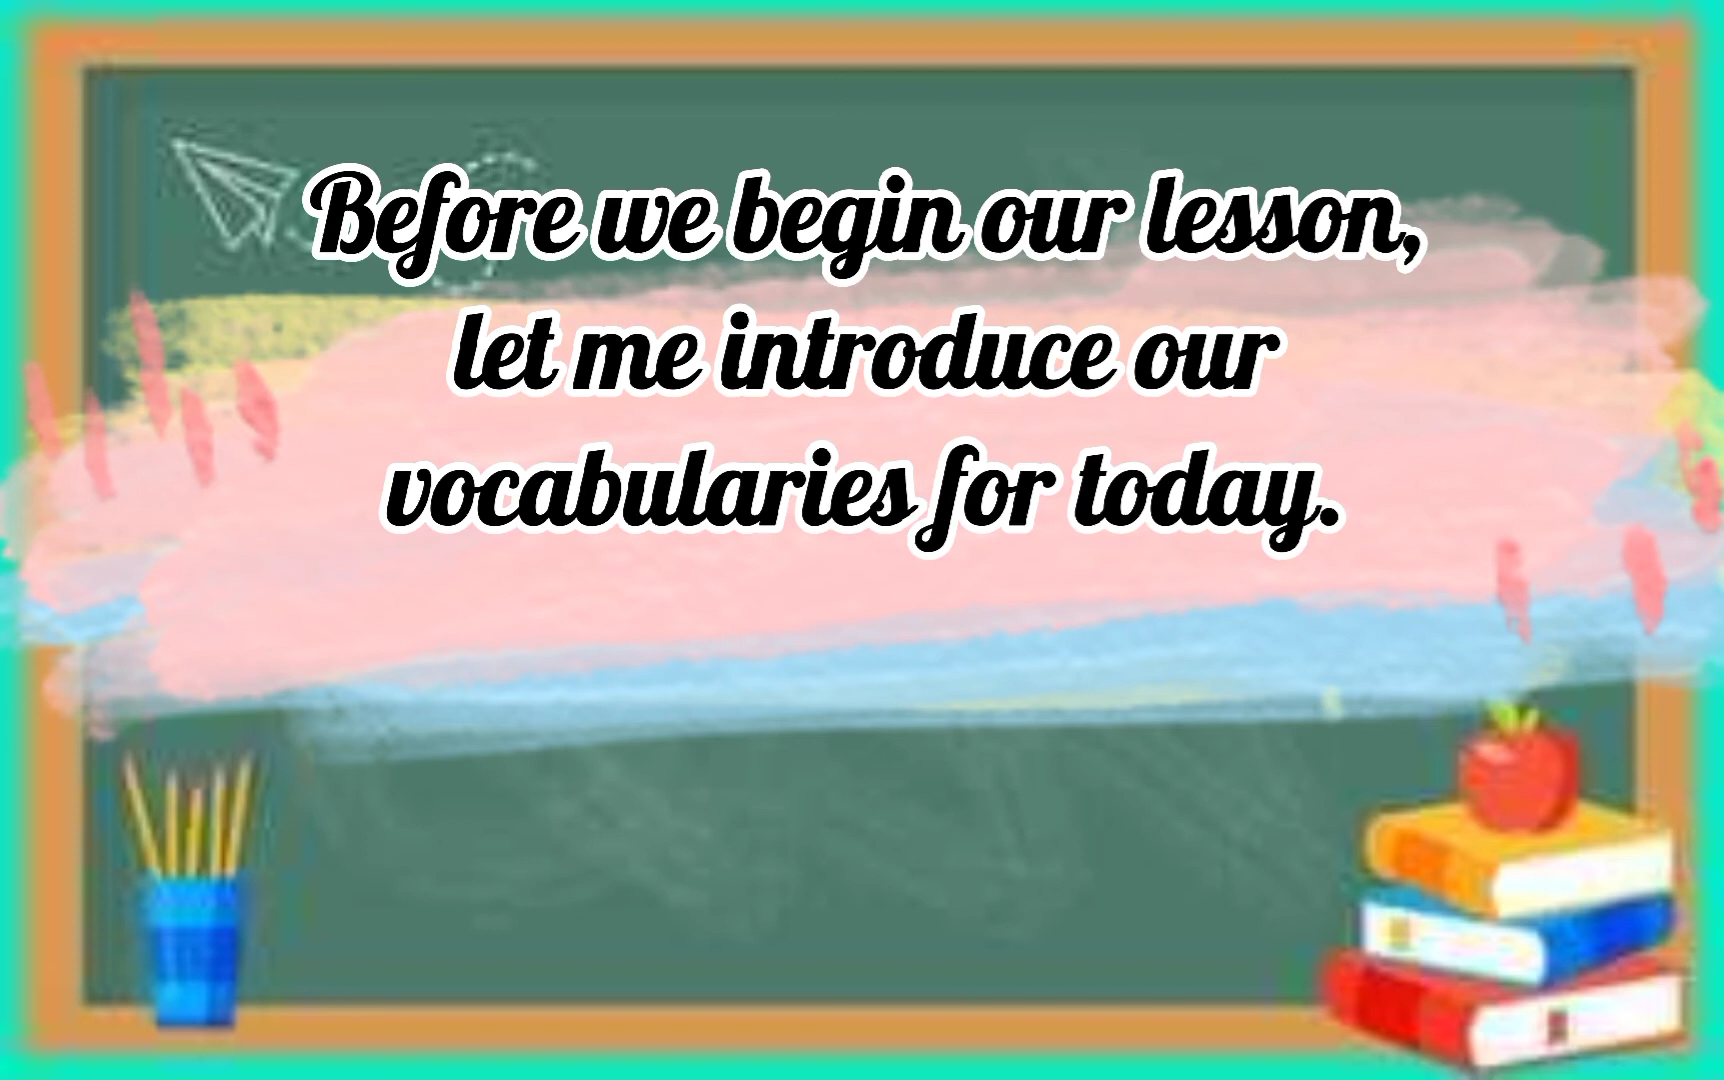 Before we begin our lesson,
let me introduce our
vocabularies for today.